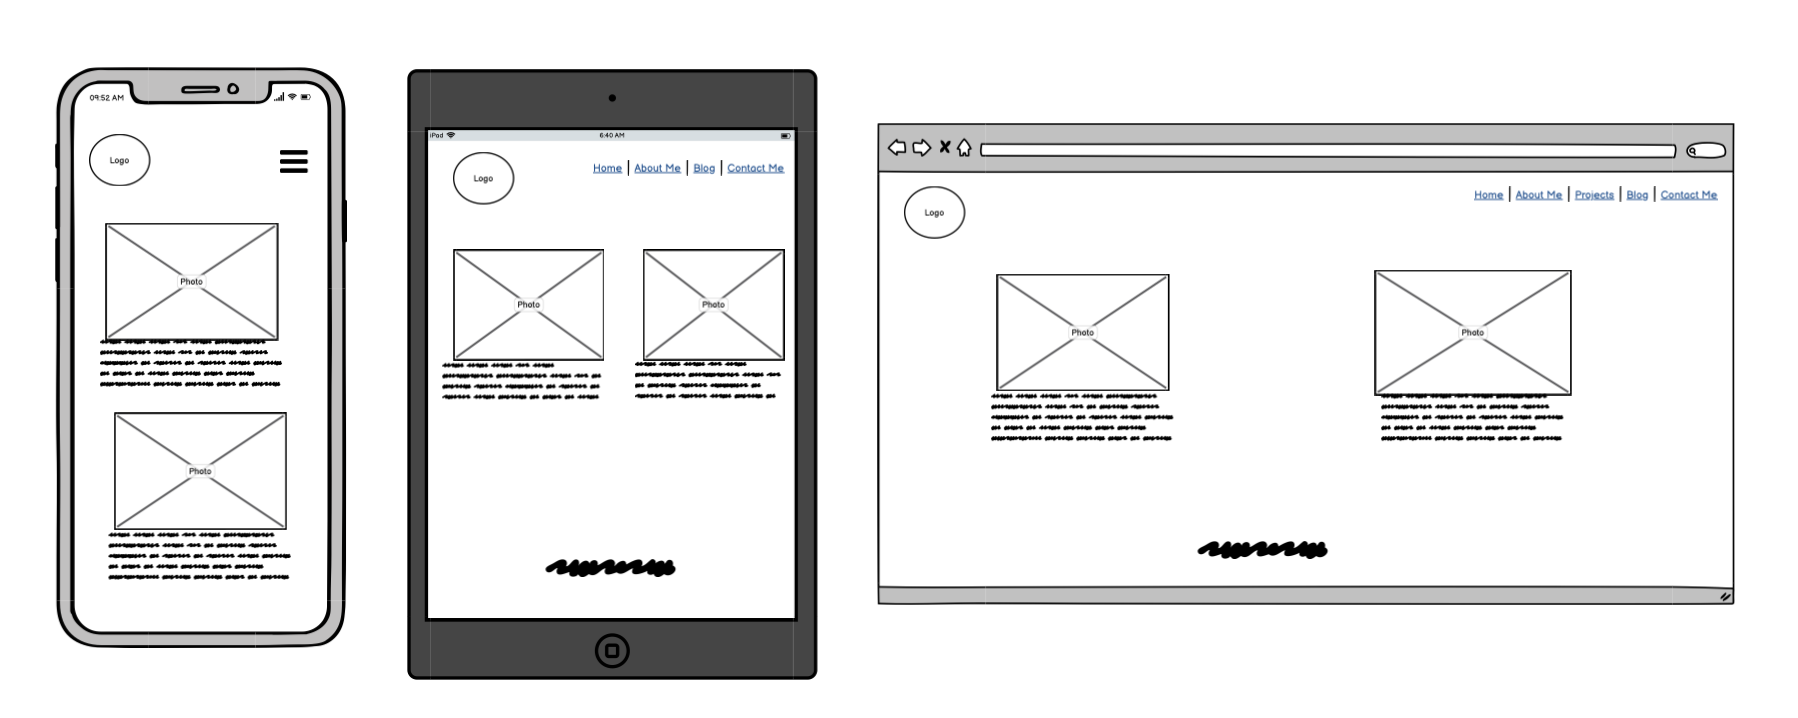 09:52 AM
Logo
Photo
Photo
iPad
6:40 AM
Logo
Home | About Me | Blog | Contact Me
Photo
Photo
Logo
Home | About Me | Projects | Blog | Contact Me
Photo
Photo